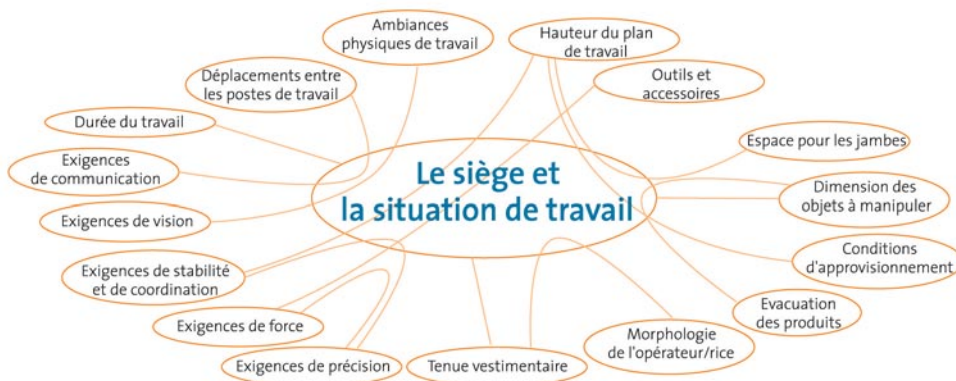 Ambiances
physiques de travail
Hauteur du plan
de travail
Déplacements entre
les postes de travail
Outils et
accessoires
Durée du travail
Espace pour les jambes
Exigences
de communication
Le siège et
la situation de travail
Dimension des
objets à manipuler
Exigences de vision
Conditions
d'approvisionnement
Exigences de stabilité
et de coordination
Evacuation
des produits
Exigences de force
Morphologie
de l'opérateur/rice
Exigences de précision
Tenue vestimentaire